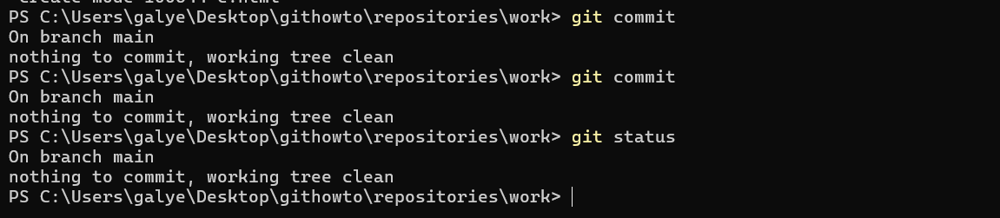 PS C:\Users\galye\Desktop\githowto\repositories\work> git commit
On branch main
nothing to commit, working tree clean
PS C:\Users\galye\Desktop\githowto\repositories\work> git commit
On branch main
nothing to commit, working tree clean
PS C:\Users\galye\Desktop\githowto\repositories\work> git status
On branch main
nothing to commit, working tree clean
PS C:\Users\galye\Desktop\githowto\repositories\work>